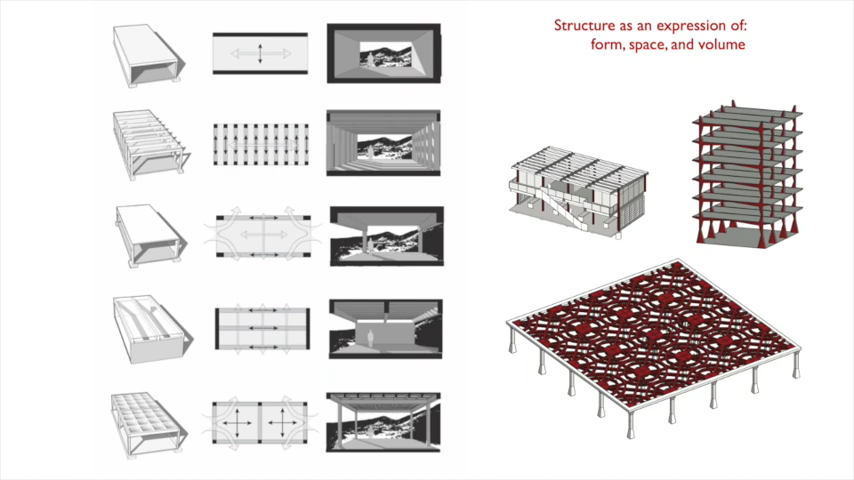 Structure as an expression of:
form, space, and volume